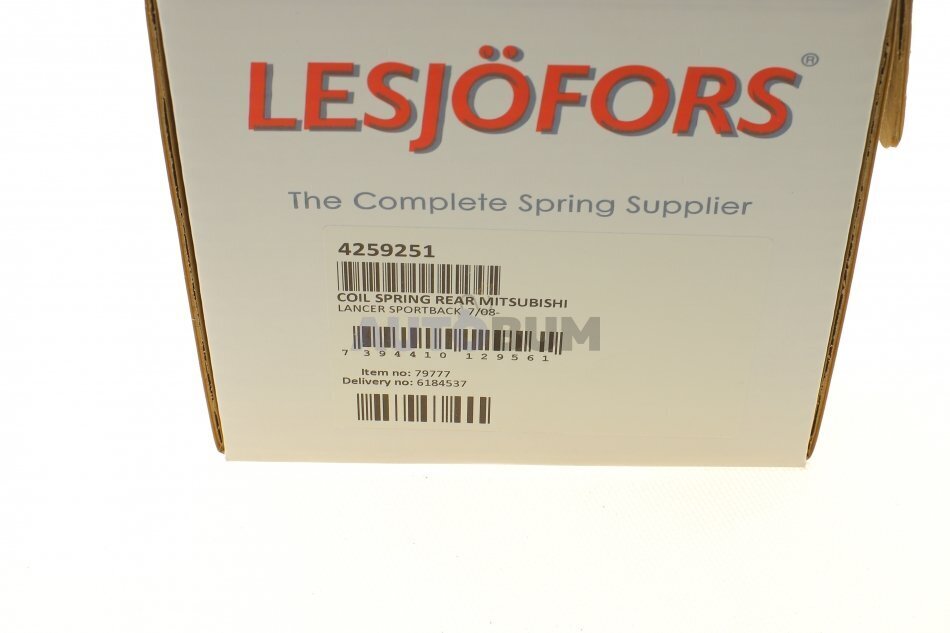 LESJÖFORS®
The Complete Spring Supplier
4259251
COIL SPRING REAR MITSUBISHI
LANCER SPORTBACK 7/08-
AUTOBUM
7 394410 129561
Item no: 79777
Delivery no: 6184537